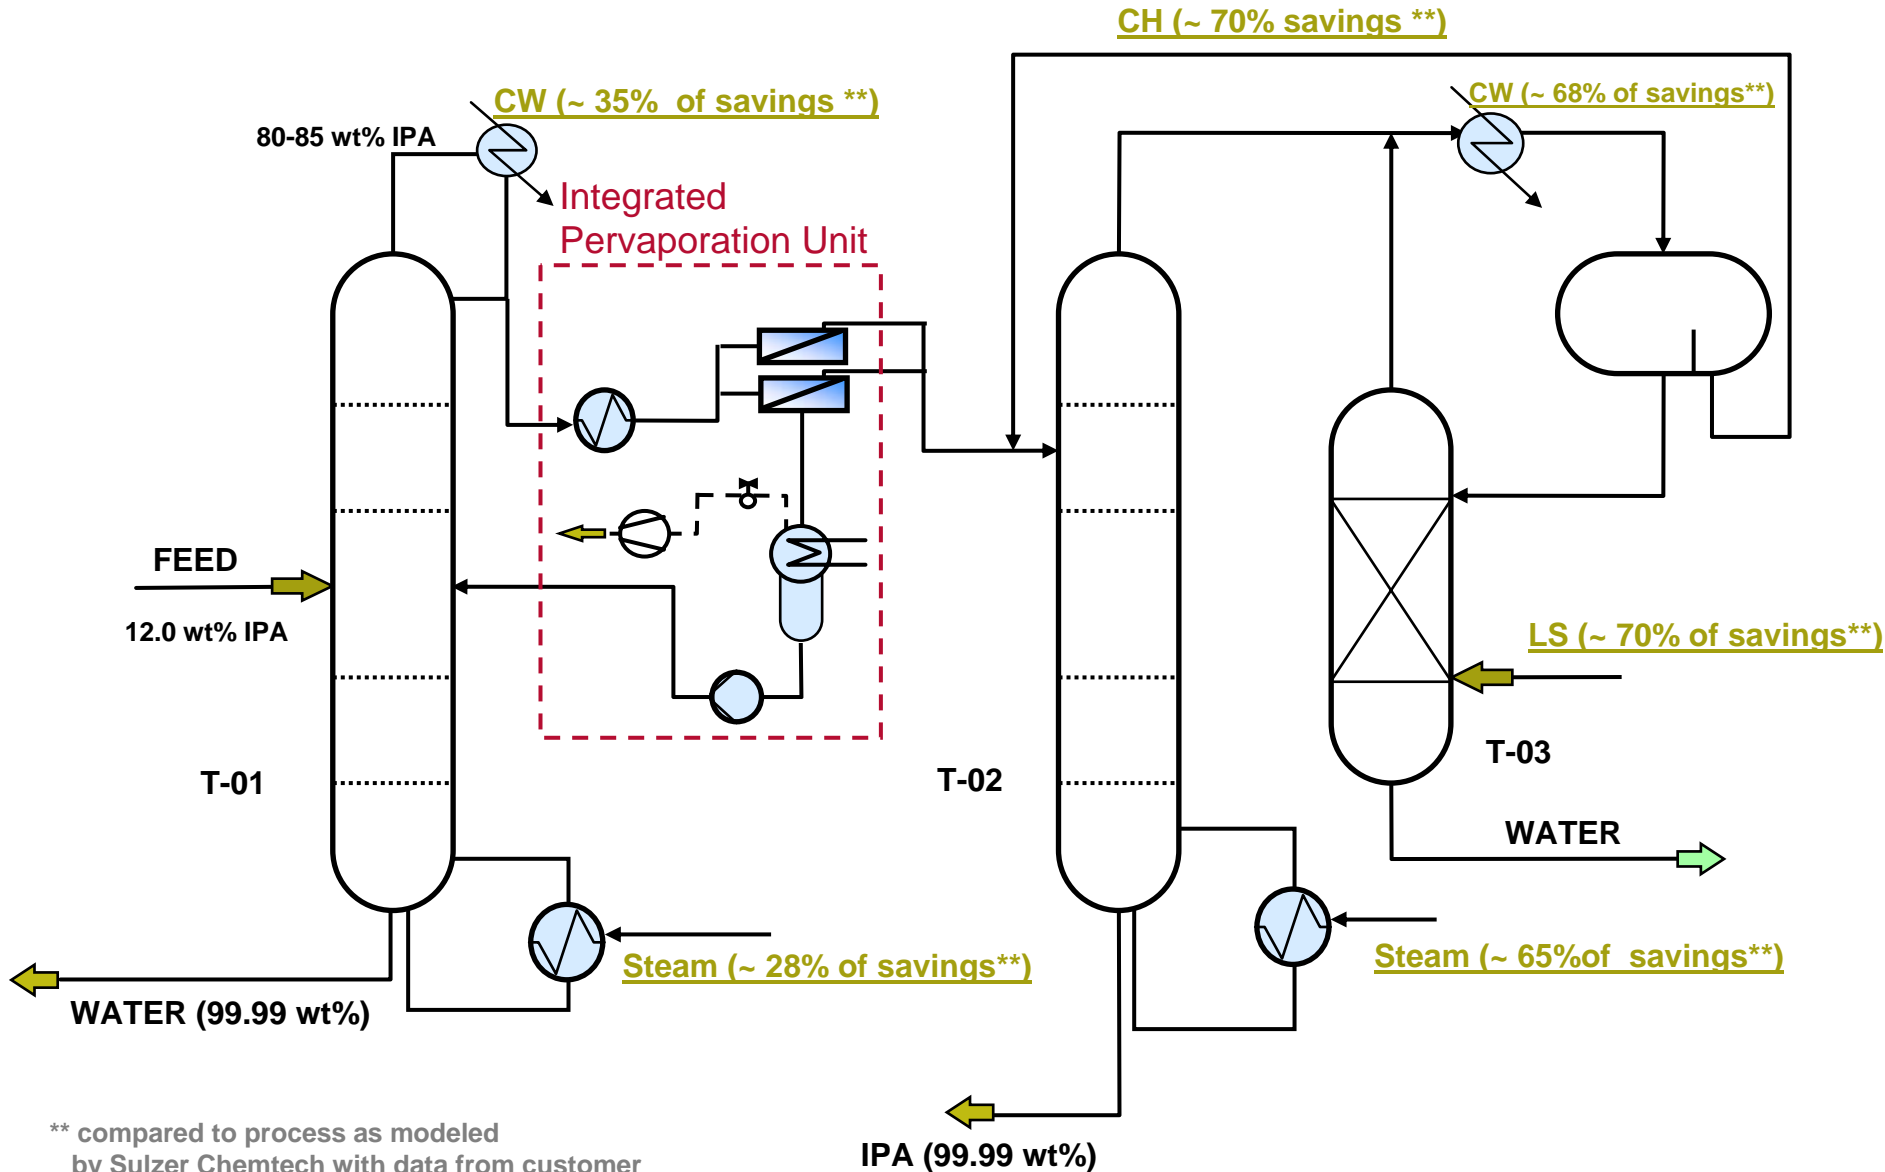 CH (~ 70% savings **)
CW (~ 35%  of savings **)
CW (~ 68% of savings**)
80-85 wt% IPA
Integrated
Pervaporation Unit
FEED
12.0 wt% IPA
LS (~ 70% of savings**)
T-01
T-02
T-03
WATER
Steam (~ 28% of savings**)
Steam (~ 65%of  savings**)
WATER (99.99 wt%)
IPA (99.99 wt%)
** compared to process as modeled
by Sulzer Chemtech with data from customer